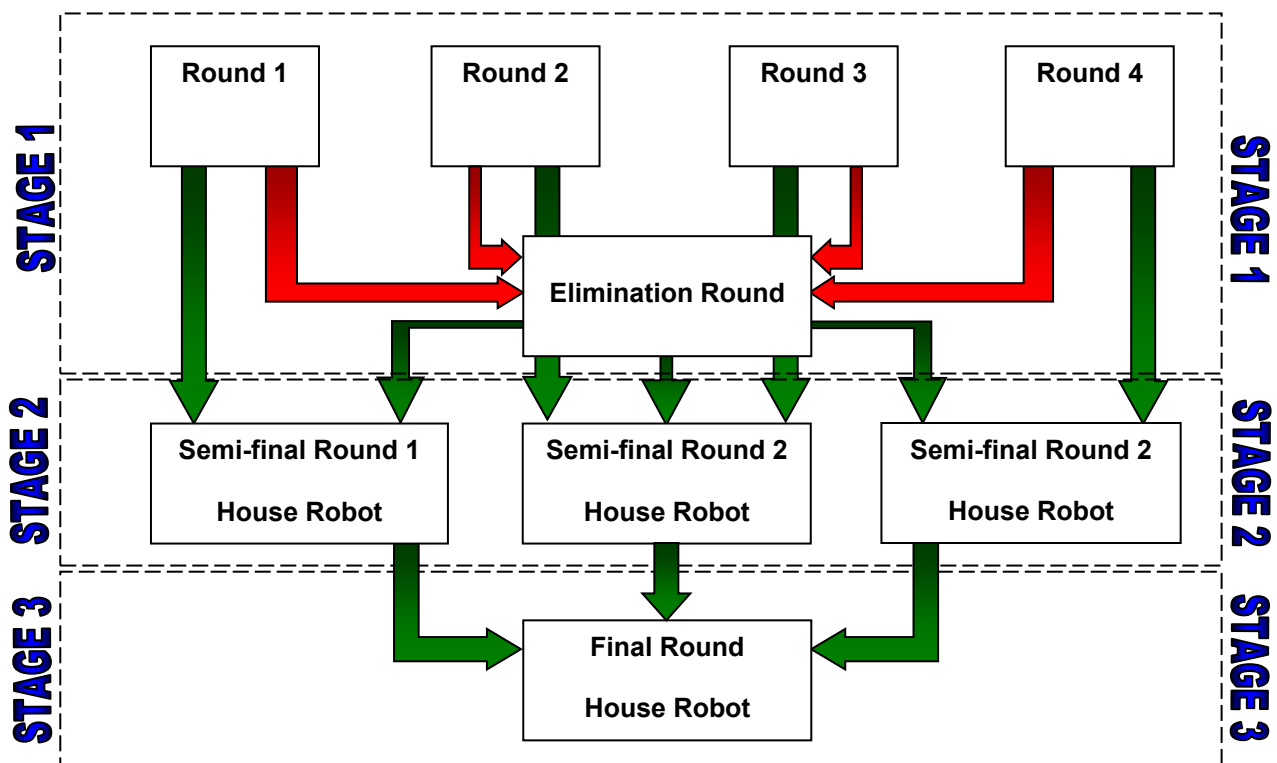 STAGE 1
Round 1
Round 2
Round 3
Round 4
STAGE 1
Elimination Round
STAGE 2
Semi-final Round 1
House Robot
Semi-final Round 2
House Robot
Semi-final Round 2
House Robot
STAGE 2
STAGE 3
Final Round
House Robot
STAGE 3